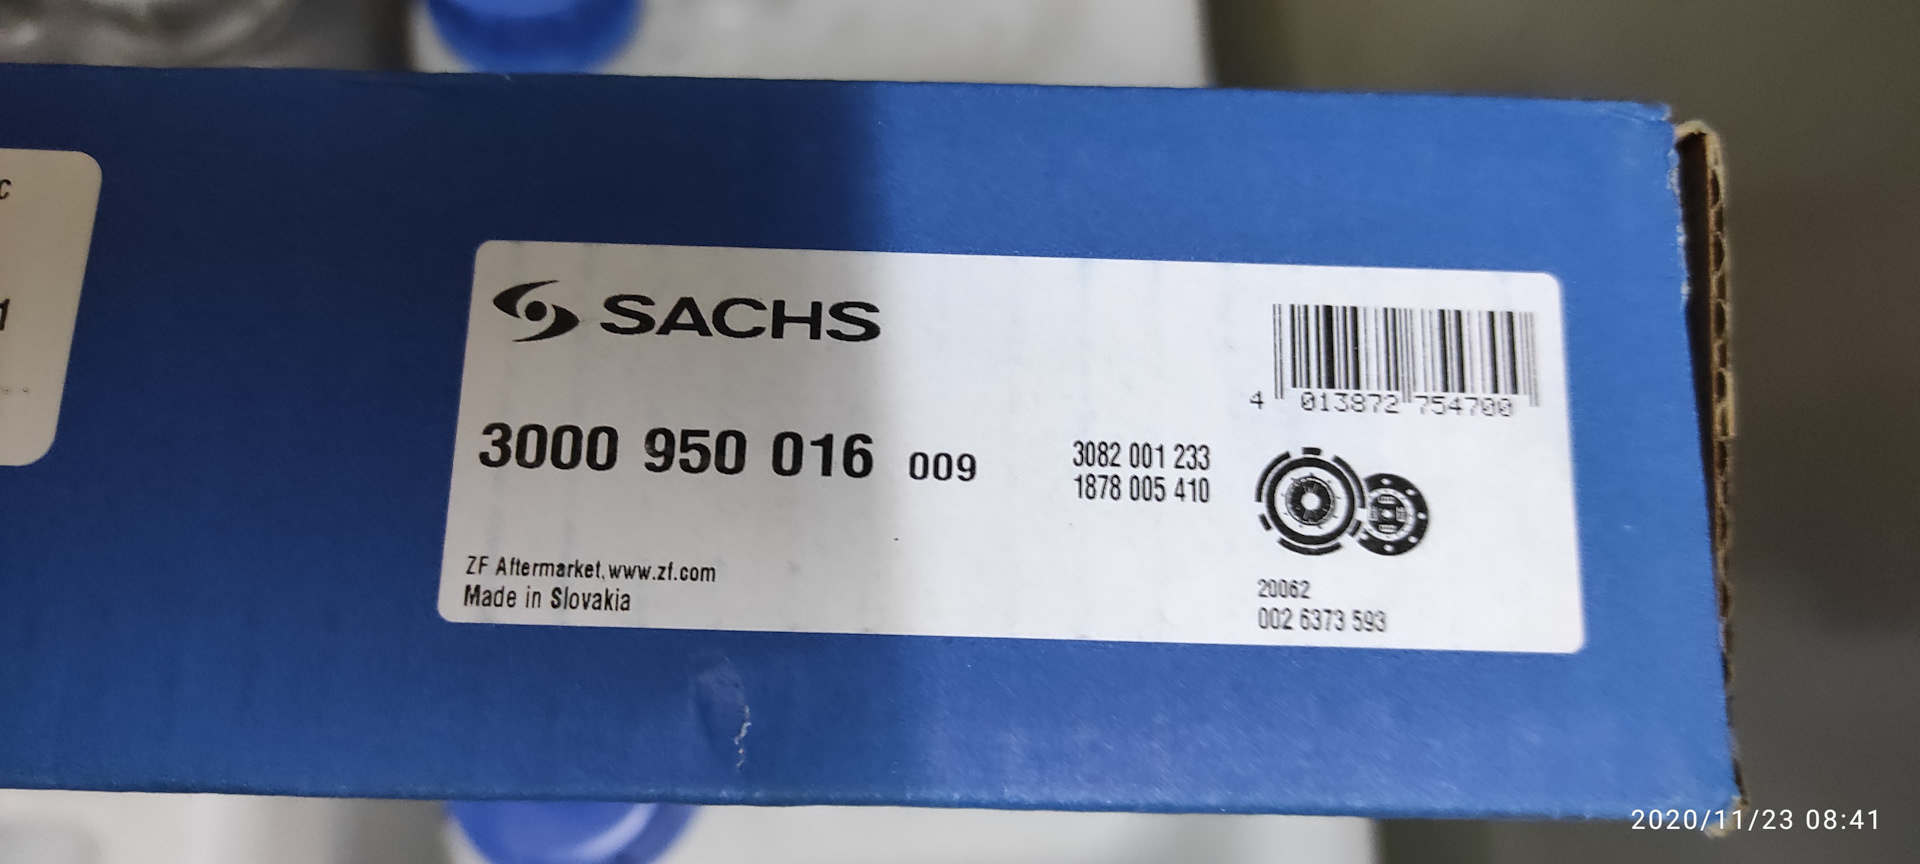 C
1
SACHS
4 013872 754700
3000 950 016 009
3082 001 233
1878 005 410
ZF Aftermarket, www.zf.com
Made in Slovakia
20062
002 6373 593
2020/11/23 08:41